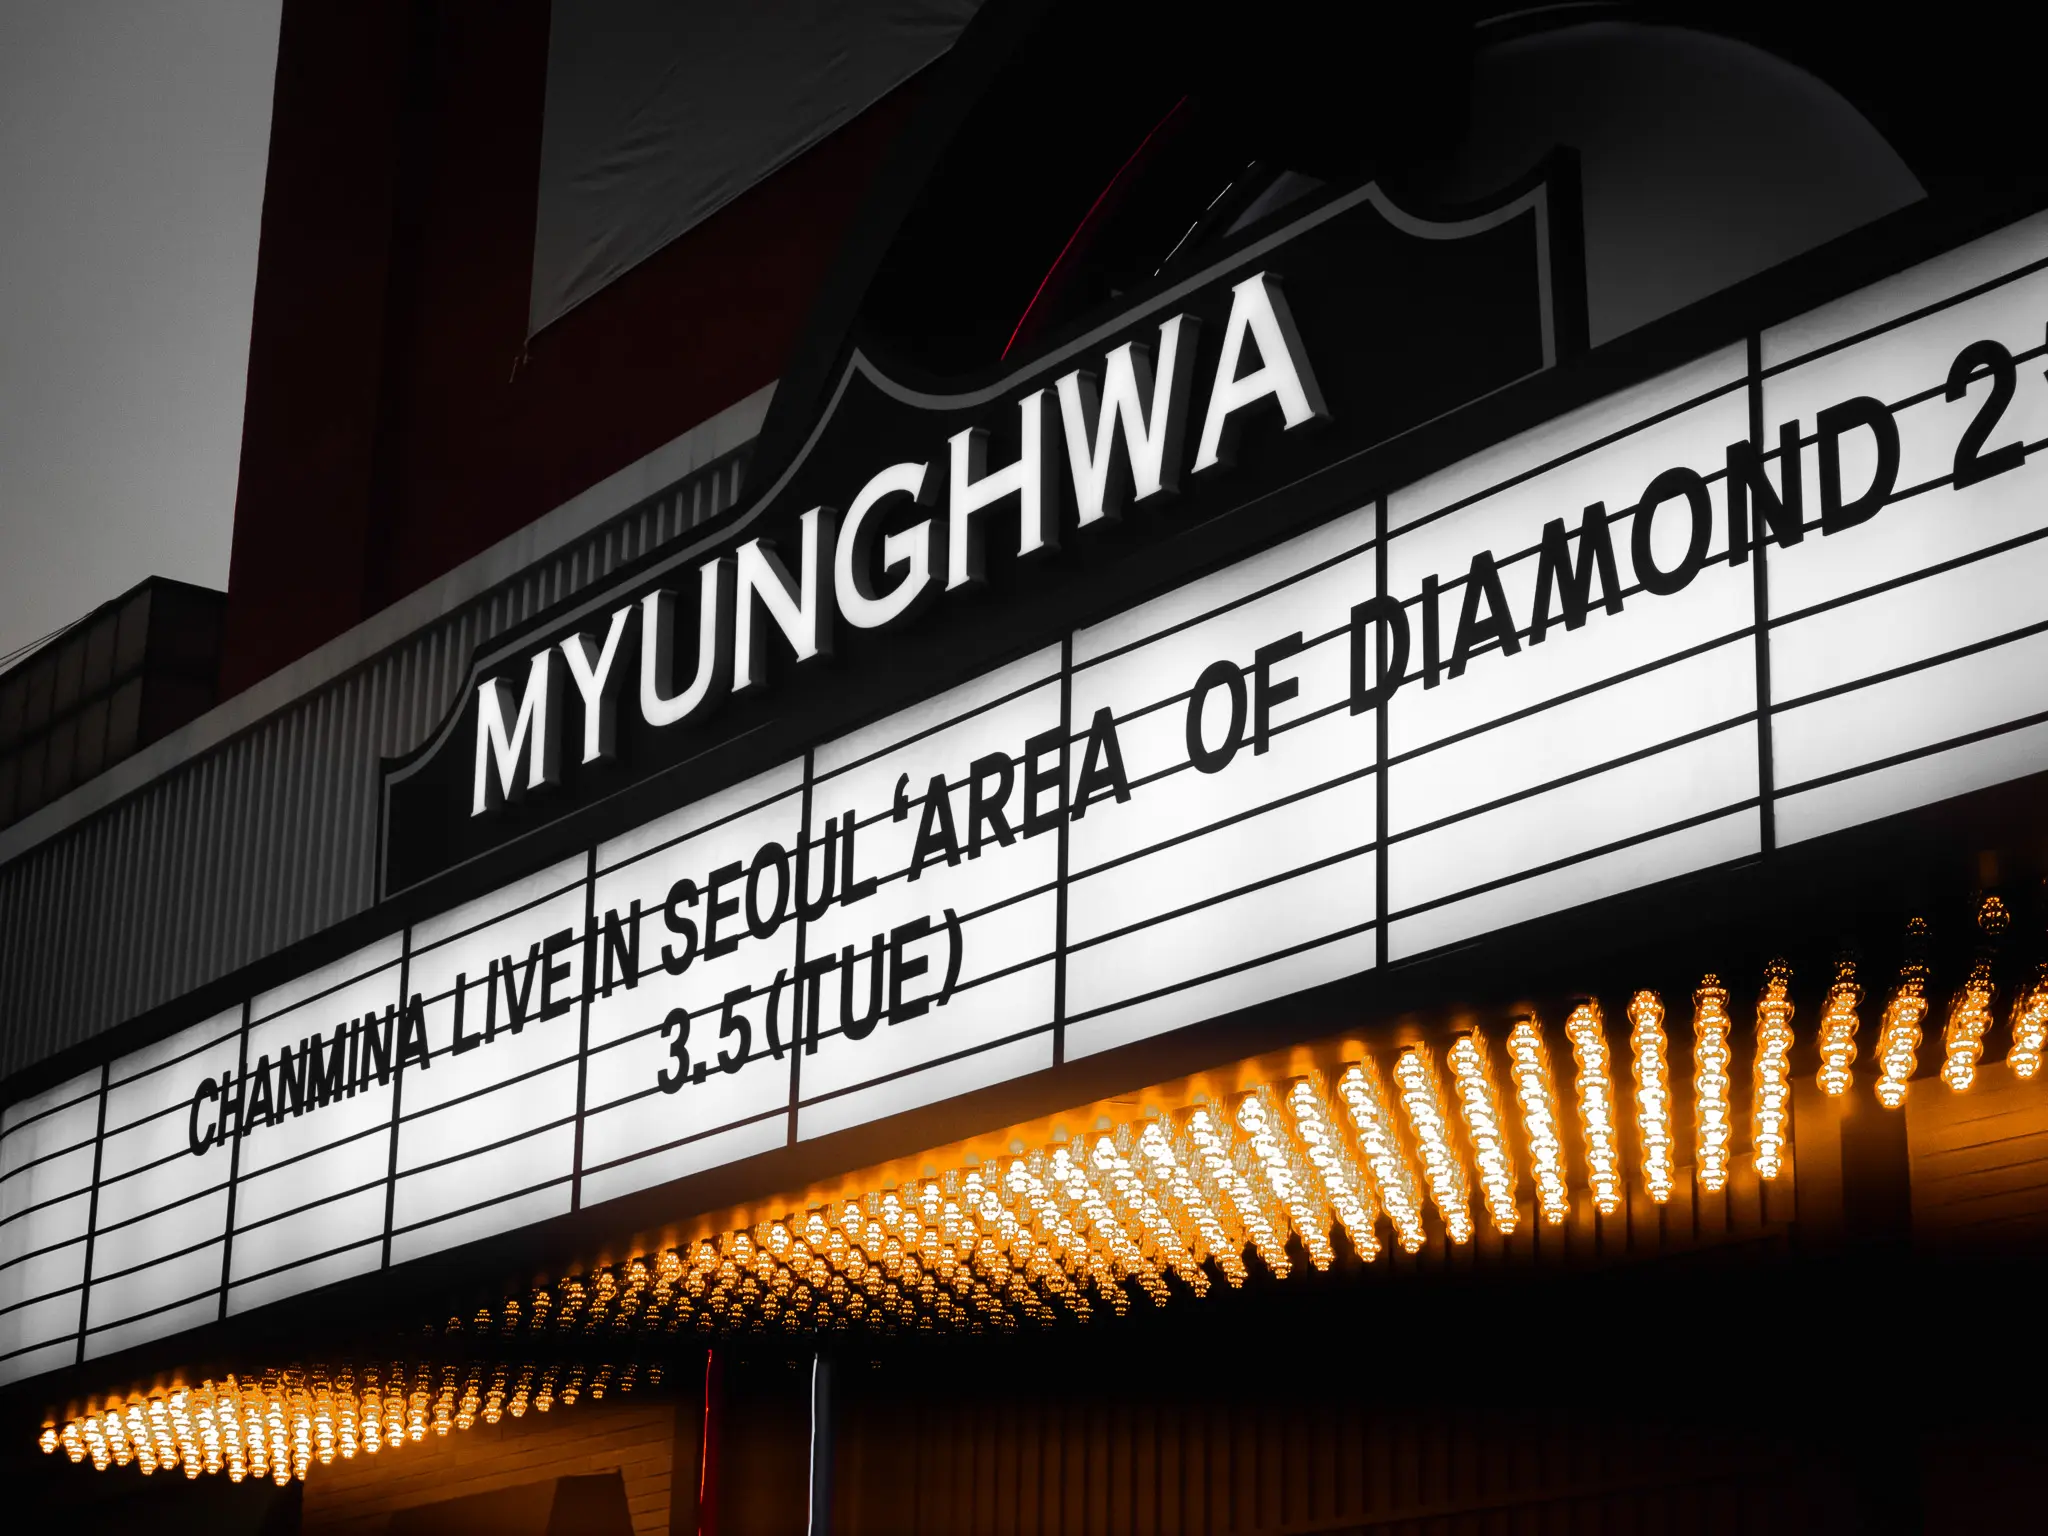 MYUNGHWA
CHANMINA LIVE IN SEOUL ‘AREA OF DIAMOND 2’
3.5(TUE)